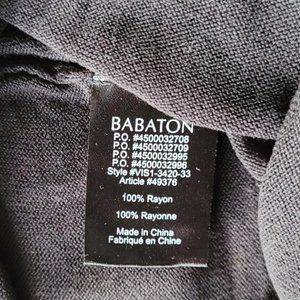 BABATON
P.O. #4500032708
P.O. #4500032709
P.O. #4500032995
P.O. #4500032996
Style #VIS1-3420-33
Article #49376
100% Rayon
100% Rayonne
Made in China
Fabriqué en Chine